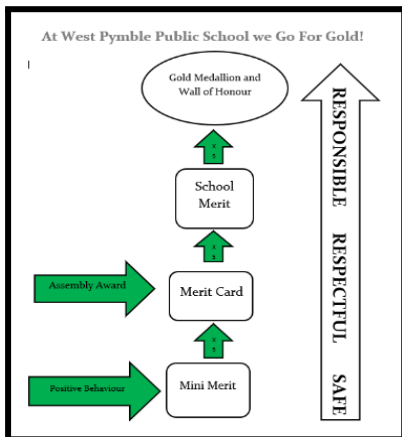 At West Pymble Public School we Go For Gold!
Gold Medallion and
Wall of Honour
x
5
School
Merit
x
Assembly Award
Merit Card
x
Positive Behaviour
Mini Merit
RESPONSIBLE RESPECTFUL SAFE